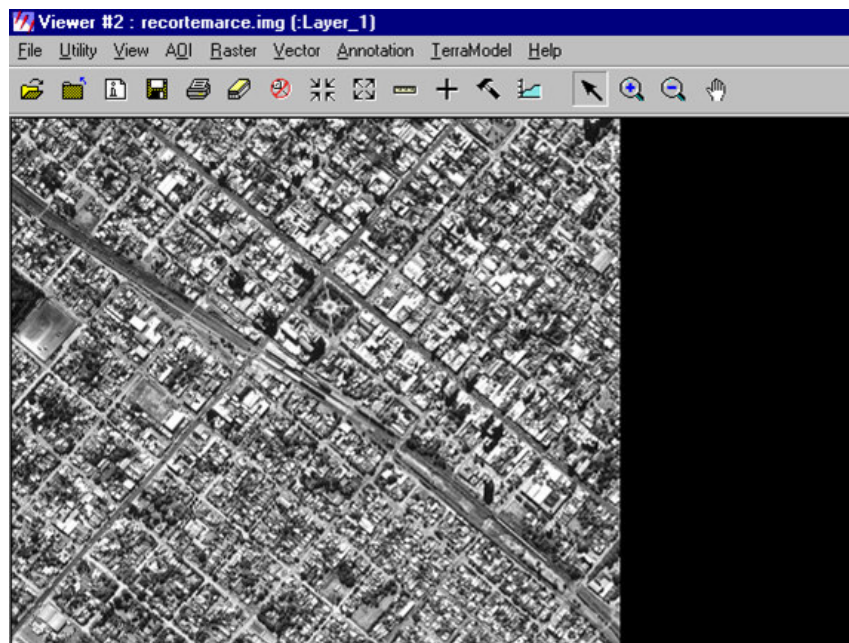 Viewer #2 : recortemarce.img (:Layer_1)
File Utility View AOI Raster Vector Annotation TerraModel Help